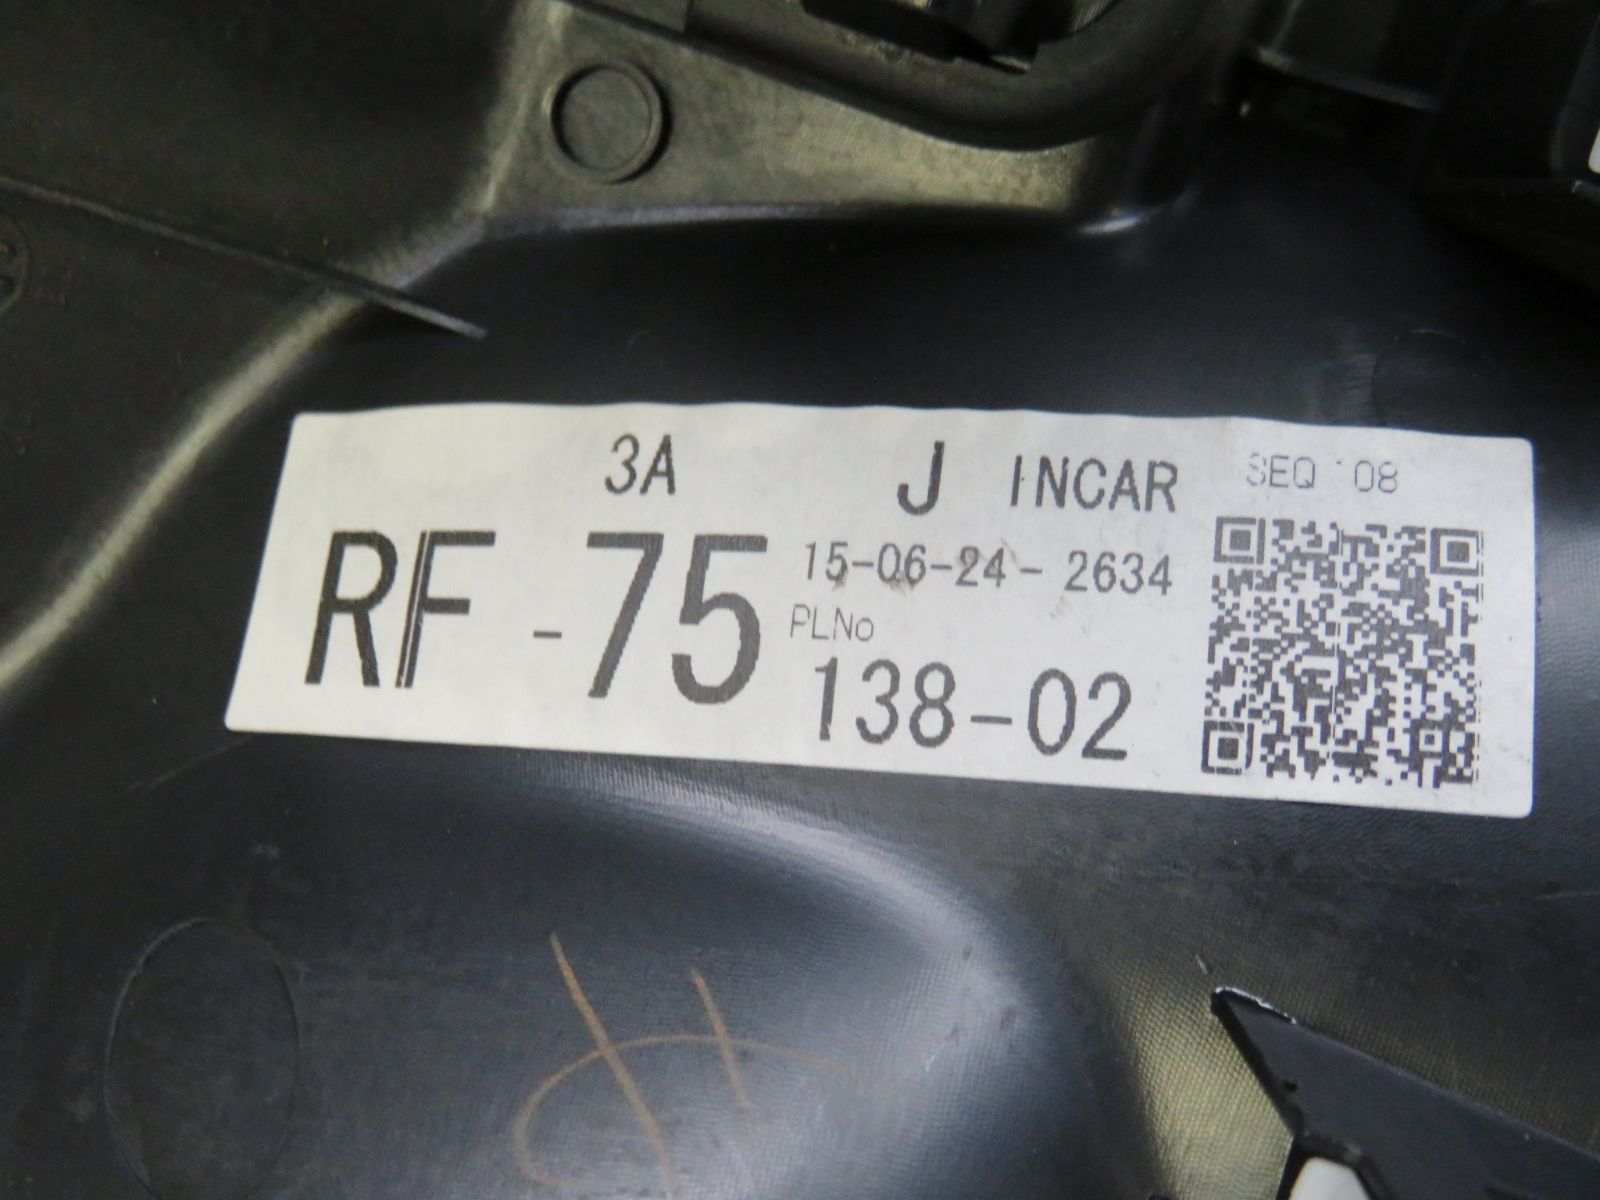 3A J INCAR SEQ 08
RF -75
15-06-24-2634
PLNo
138-02